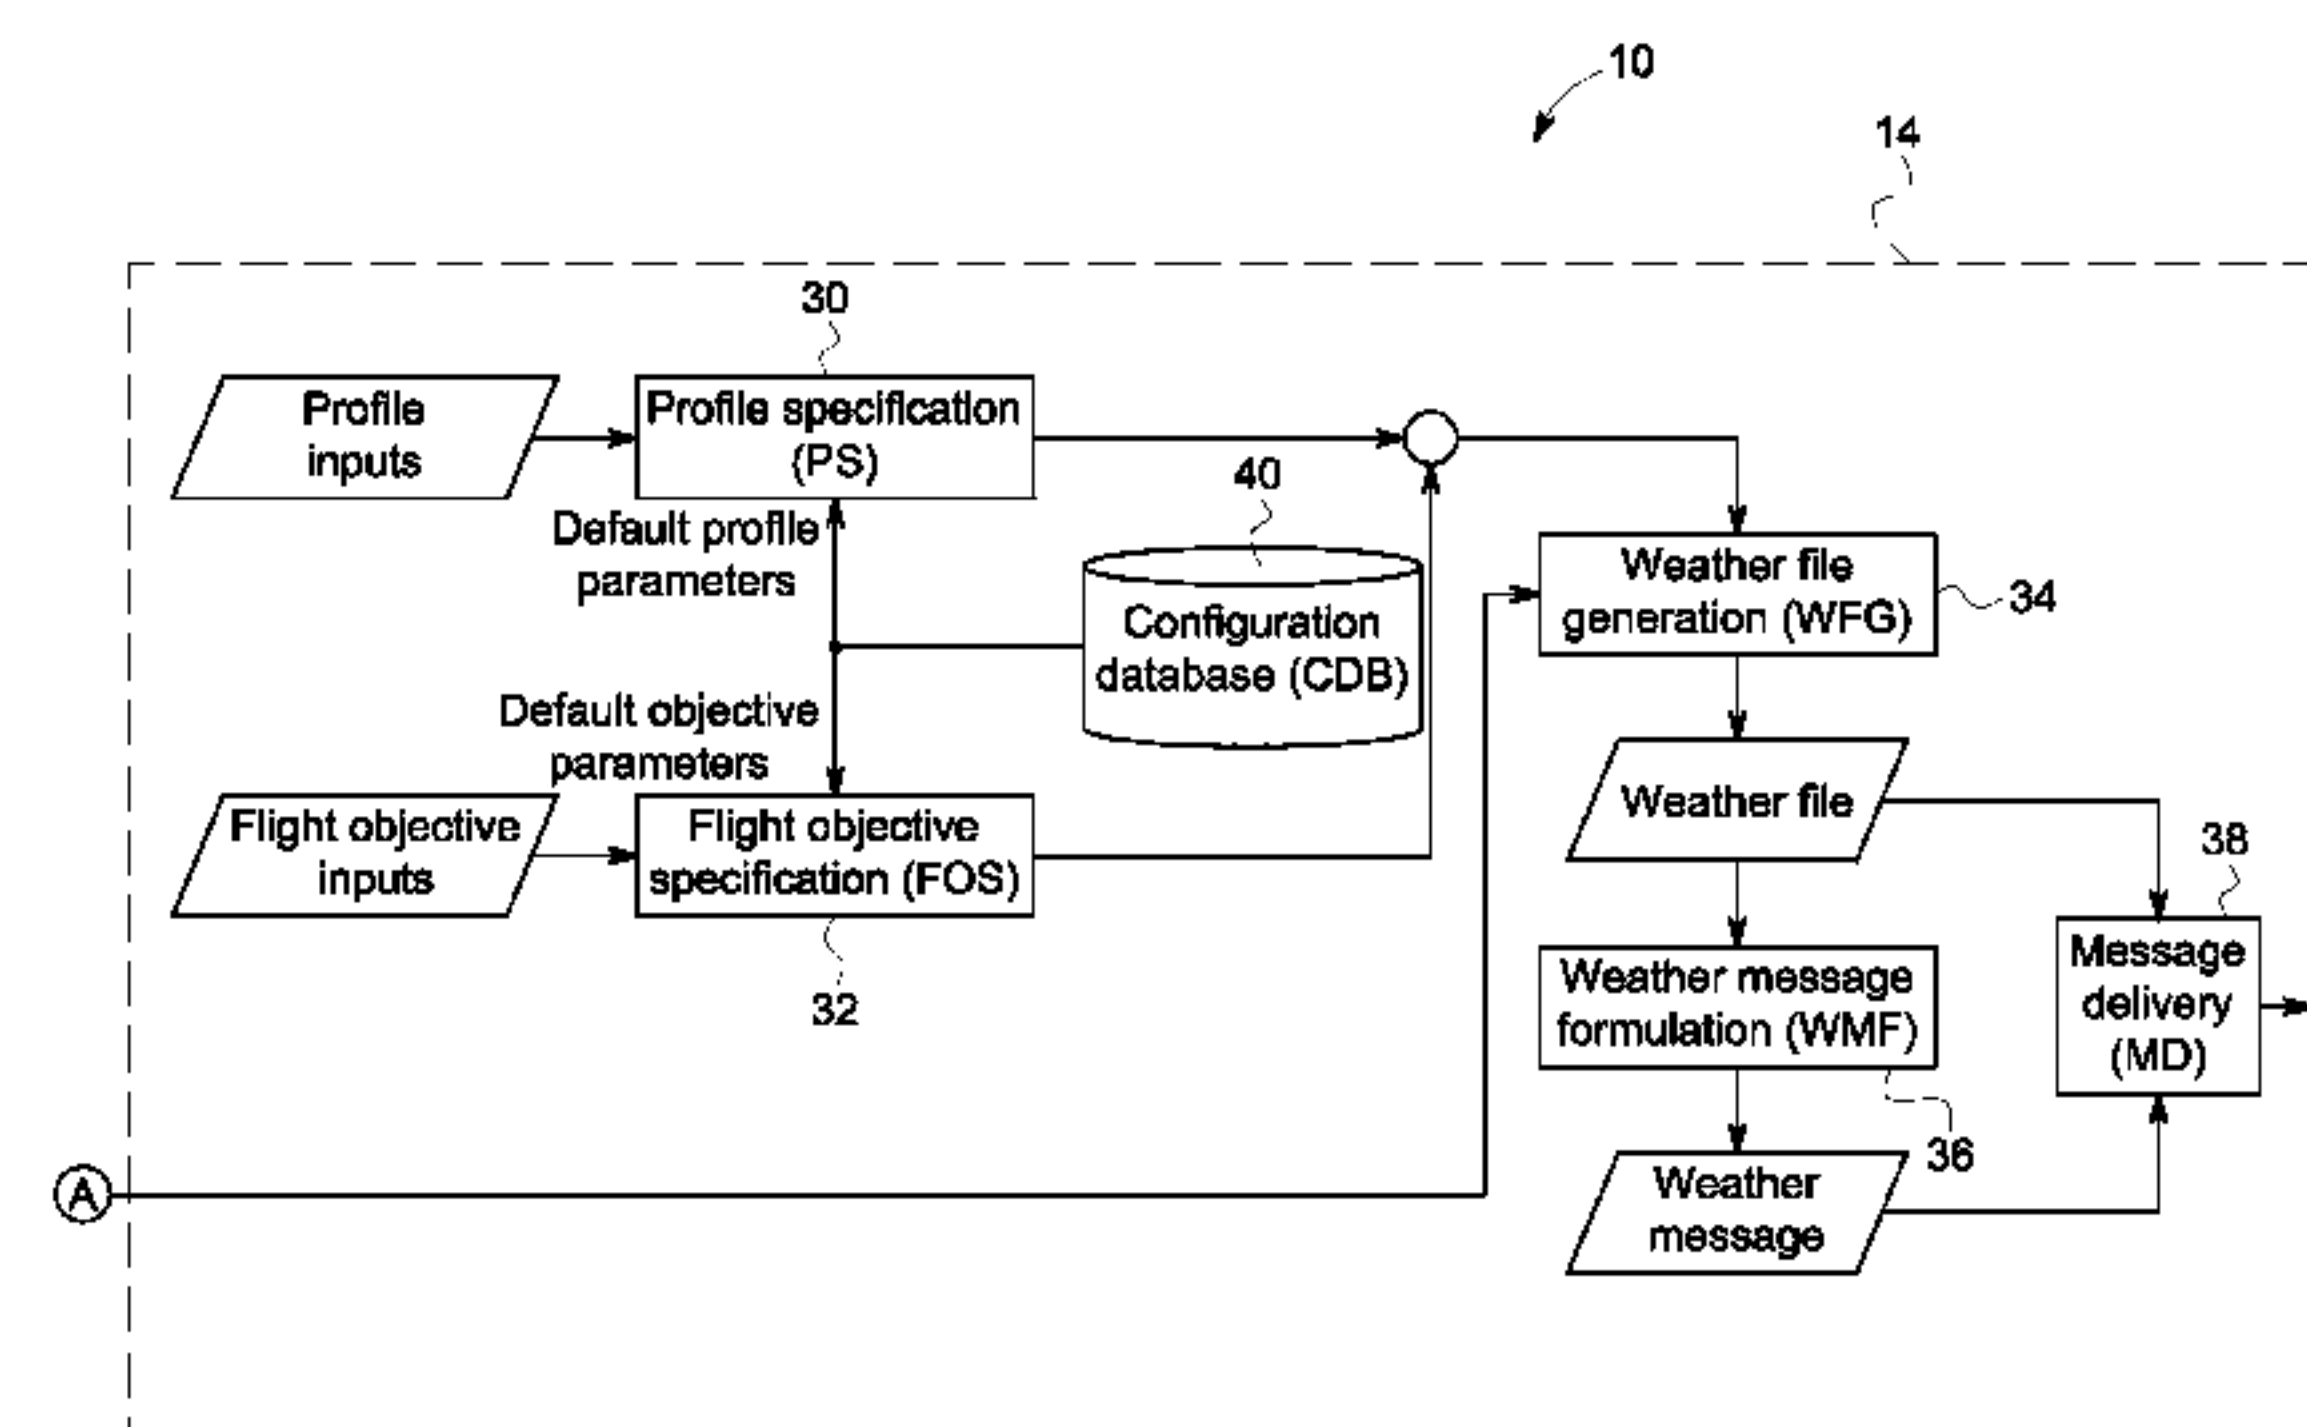 10
14
30
Profile
inputs
Profile specification
(PS)
40
Default profile
parameters
Configuration
database (CDB)
Weather file
generation (WFG)
34
Default objective
parameters
Flight objective
inputs
Flight objective
specification (FOS)
32
Weather file
38
Message
delivery
(MD)
Weather message
formulation (WMF)
36
A
Weather
message